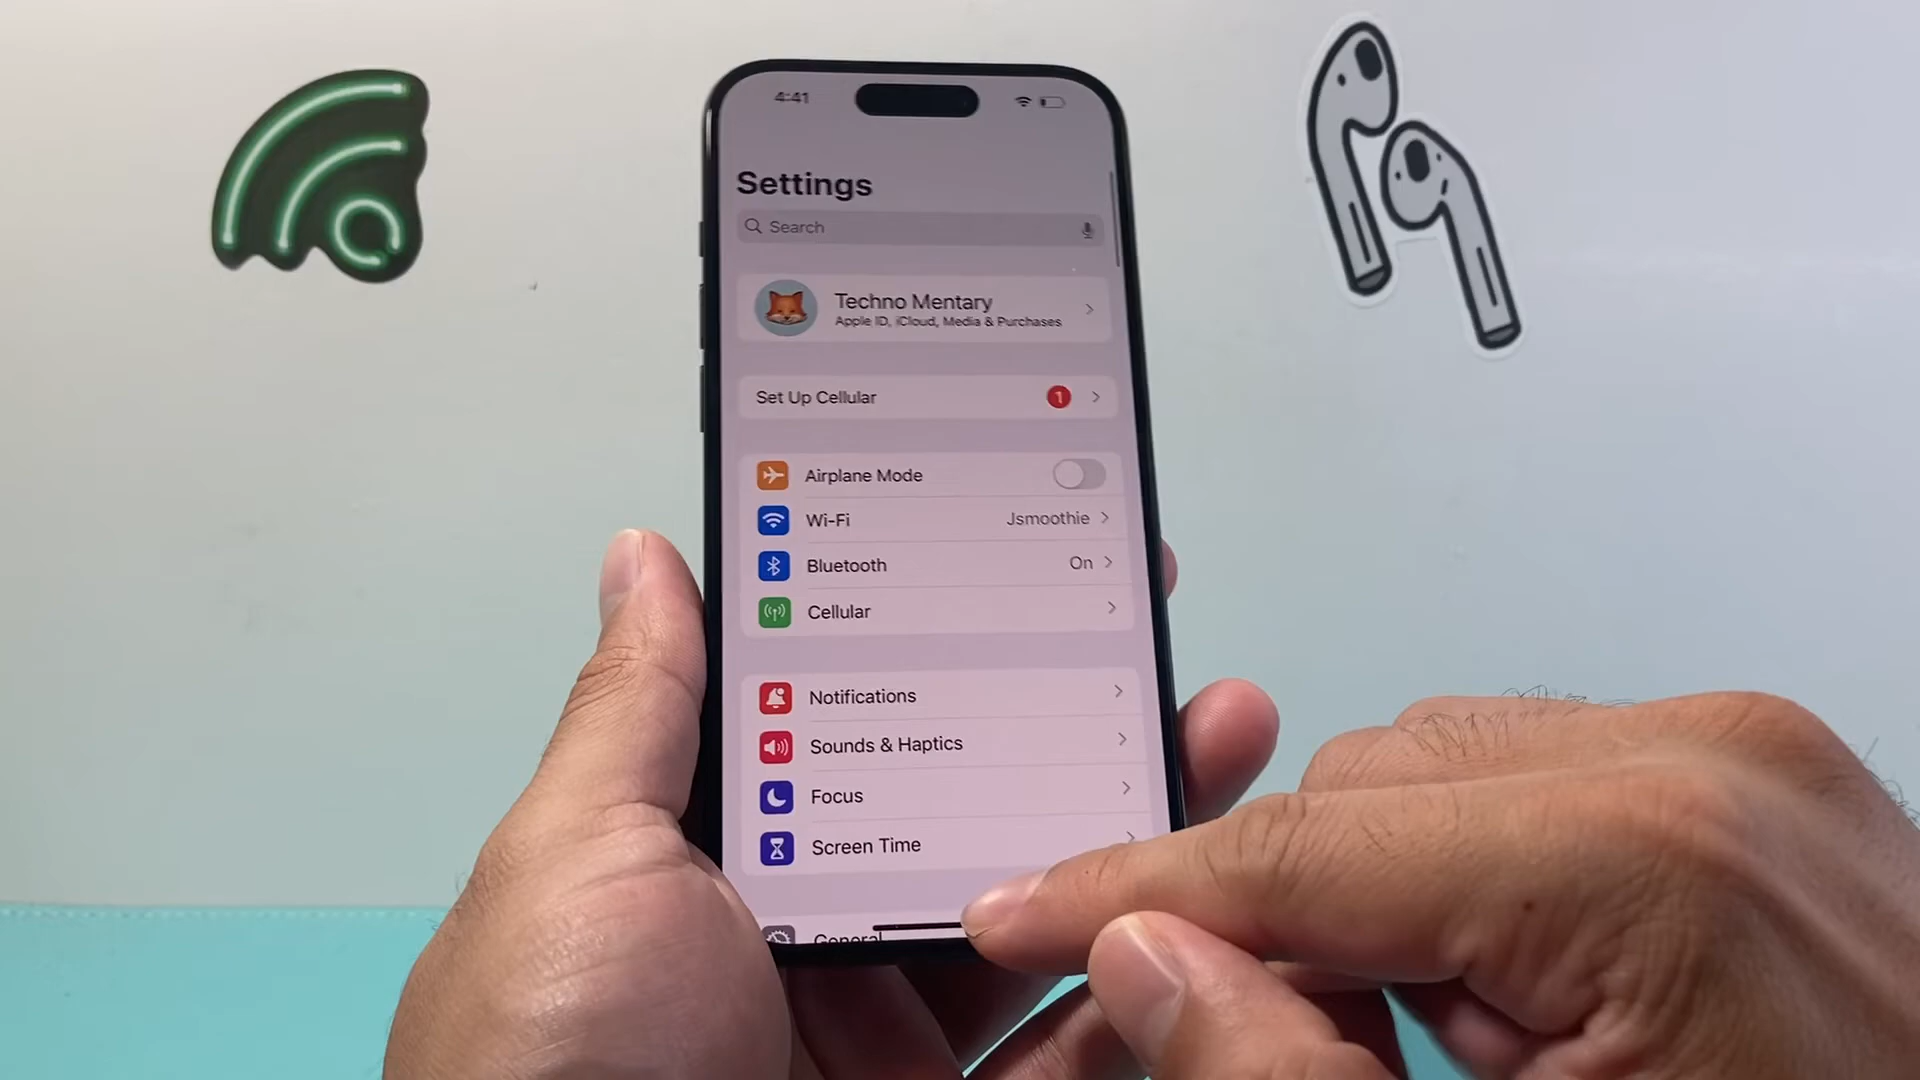 4:41
Settings
Search
Techno Mentary
Apple ID, iCloud, Media & Purchases
Set Up Cellular 1
Airplane Mode
Wi-Fi Jsmoothie
Bluetooth On
Cellular
Notifications
Sounds & Haptics
Focus
Screen Time
General